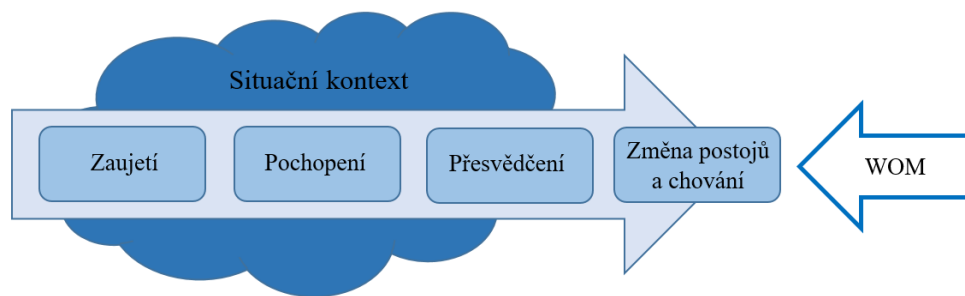 Situační kontext
Zaujetí
Pochopení
Přesvědčení
Změna postojů
a chování
WOM